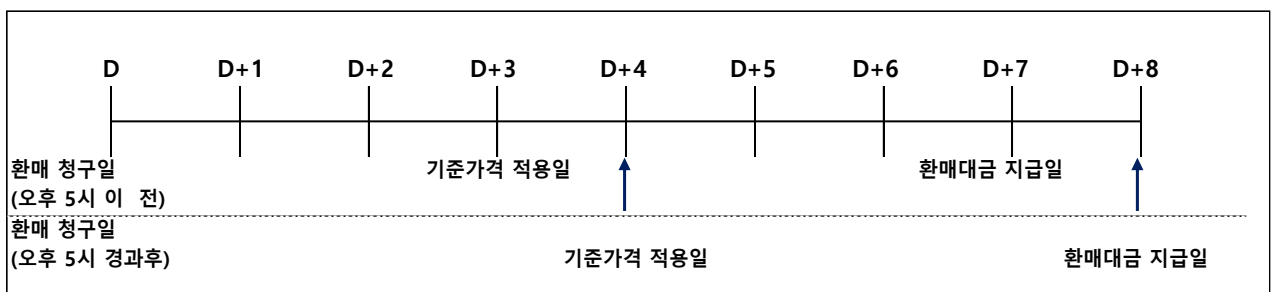 D D+1 D+2 D+3 D+4 D+5 D+6 D+7 D+8
환매 청구일 기준가격 적용일 환매대금 지급일
(오후 5시 이 전)
환매 청구일
(오후 5시 경과후) 기준가격 적용일 환매대금 지급일